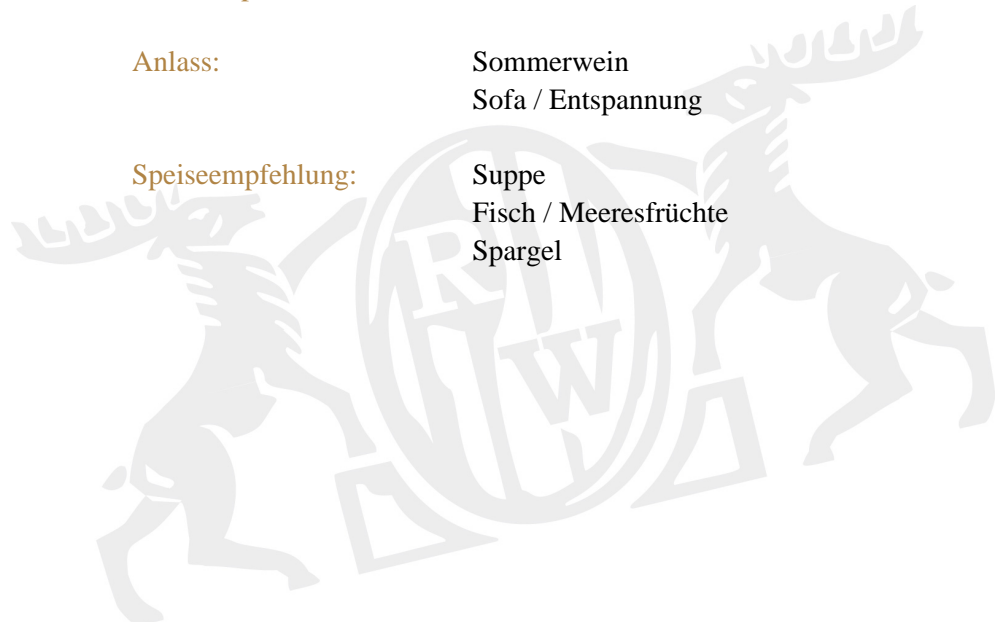 Anlass: Sommerwein
Sofa / Entspannung
Speiseempfehlung: Suppe
Fisch / Meeresfrüchte
Spargel
R
W